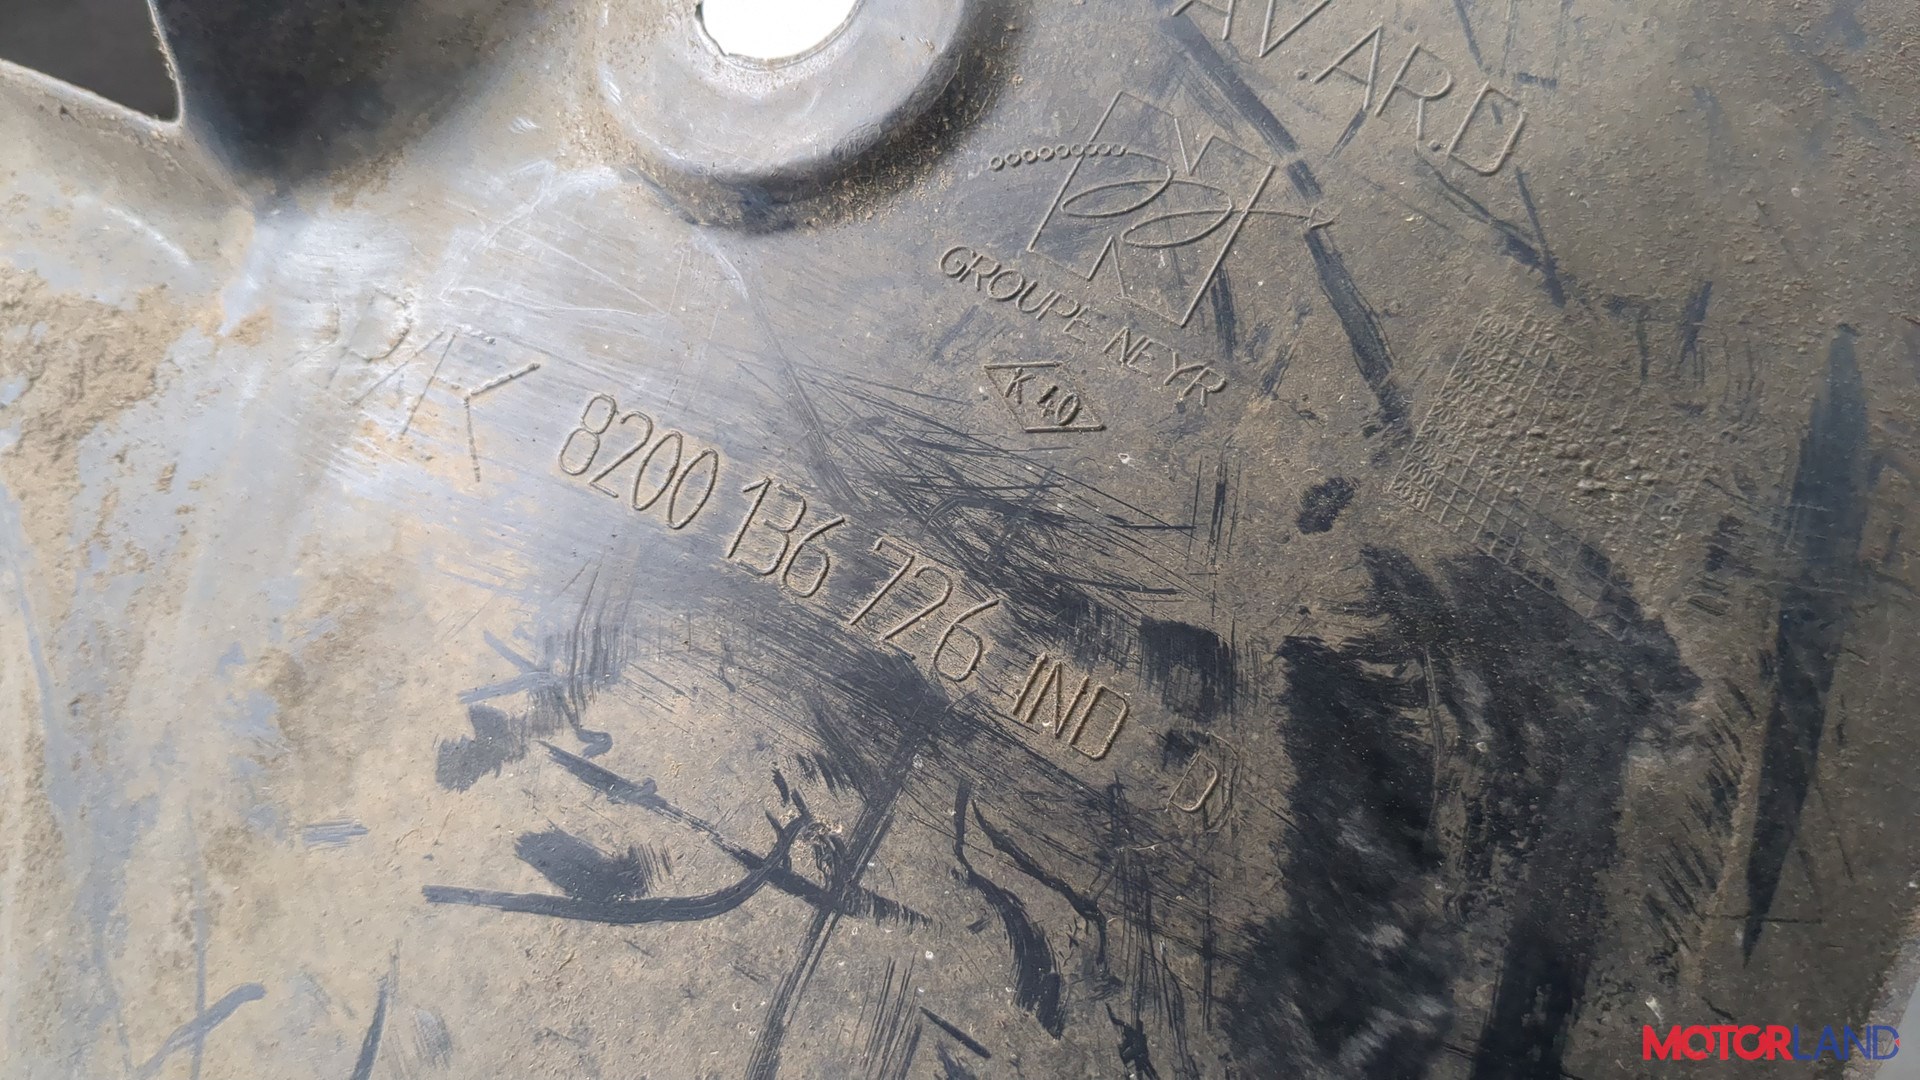 AV.AR.D
GROUPE NEYR
K 40
8200 136 726 IND D
MOTORLAND